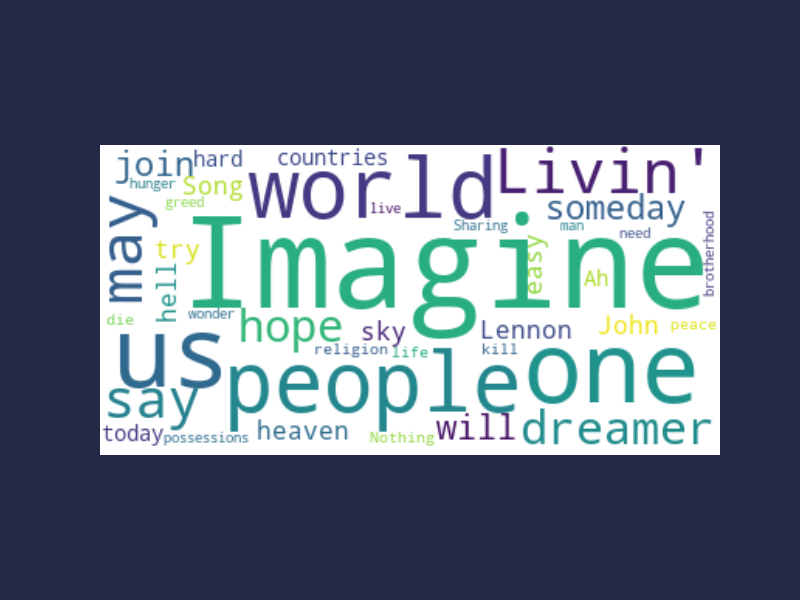 join hard countries world Livin'
hunger Song
greed live someday
may Imagine Sharing man need brotherhood
try easy
hell Ah
die wonder hope sky Lennon John peace
us religion life kill
say people one
today possessions heaven Nothing will dreamer